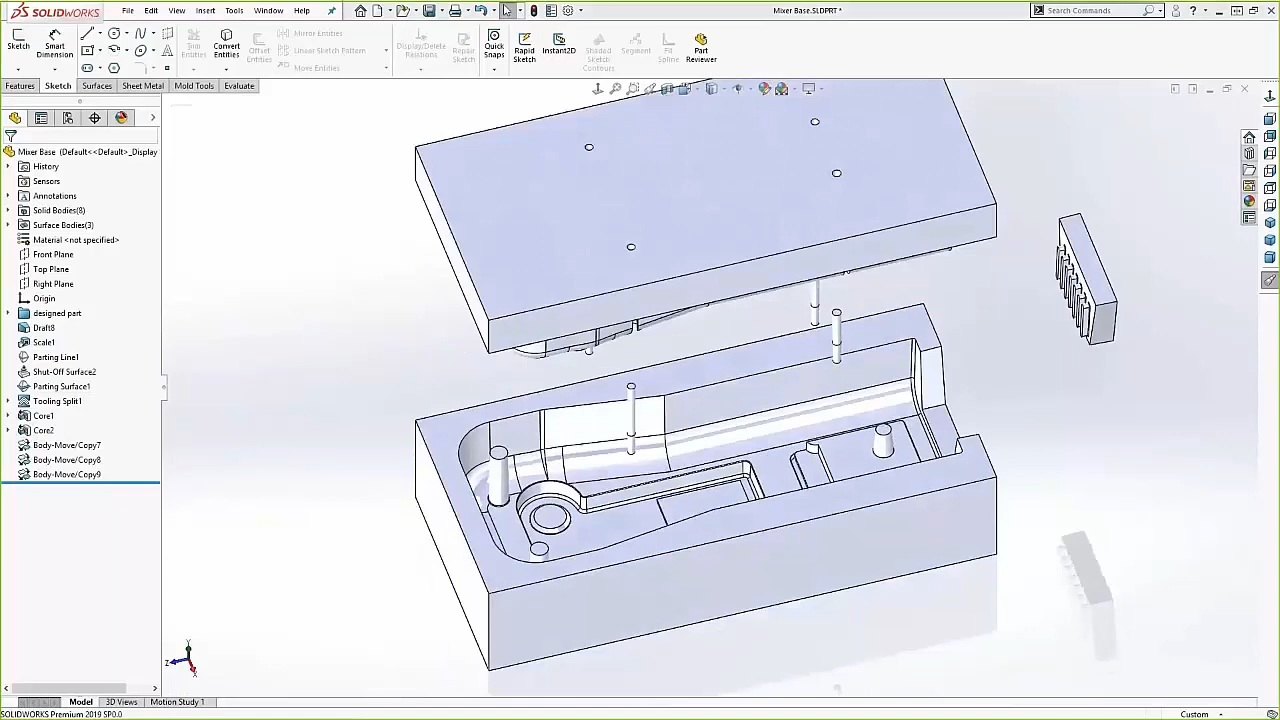 SOLIDWORKS File Edit View Insert Tools Window Help Mixer Base.SLDPRT * Search Commands
Sketch Smart Dimension Trim Entities Convert Entities Offset Entities Mirror Entities Linear Sketch Pattern Move Entities Display/Delete Relations Repair Sketch Quick Snaps Rapid Sketch Instant2D Shaded Sketch Contours Segment Fit Spline Part Reviewer
Features Sketch Surfaces Sheet Metal Mold Tools Evaluate
Mixer Base (Default<<Default>_Display
History
Sensors
Annotations
Solid Bodies(8)
Surface Bodies(3)
Material <not specified>
Front Plane
Top Plane
Right Plane
Origin
designed part
Draft8
Scale1
Parting Line1
Shut-Off Surface2
Parting Surface1
Tooling Split1
Core1
Core2
Body-Move/Copy7
Body-Move/Copy8
Body-Move/Copy9
Y
Z
X
Model 3D Views Motion Study 1
SOLIDWORKS Premium 2019 SP0.0 Custom